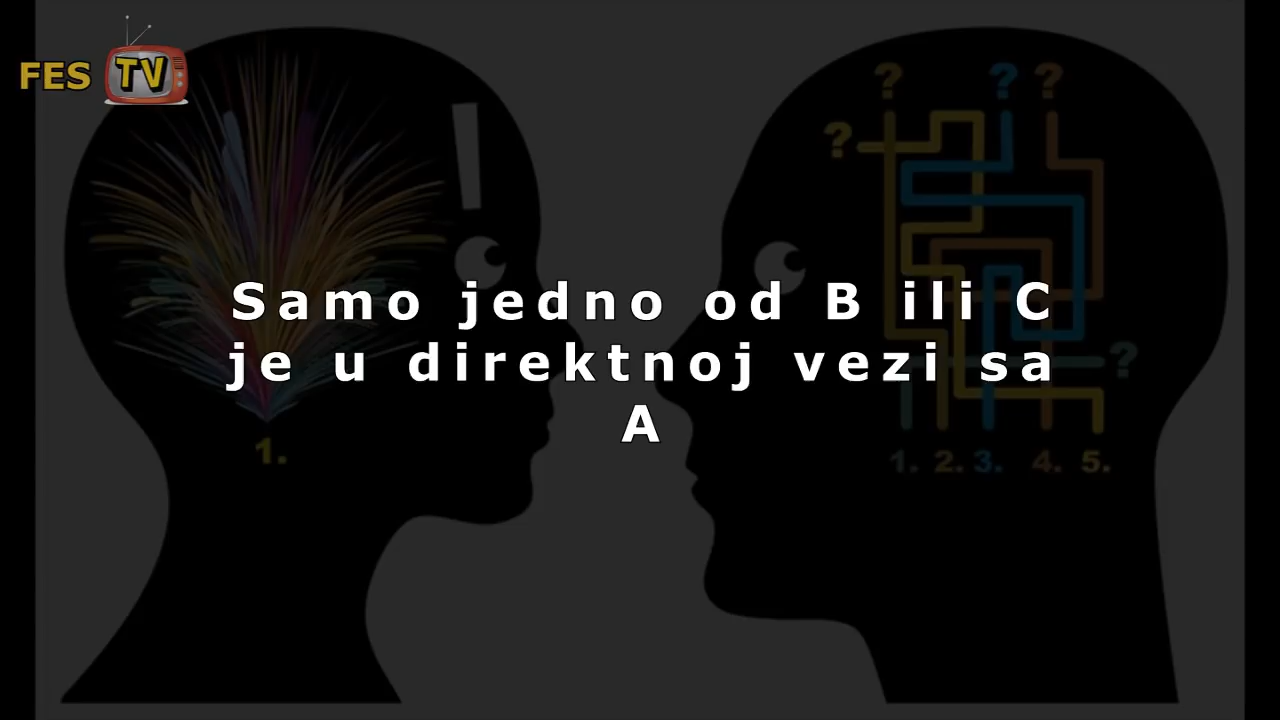 FES TV
!
? ? ?
?
Samo jedno od B ili C
je u direktnoj vezi sa
?
A
1.
1. 2. 3. 4. 5.